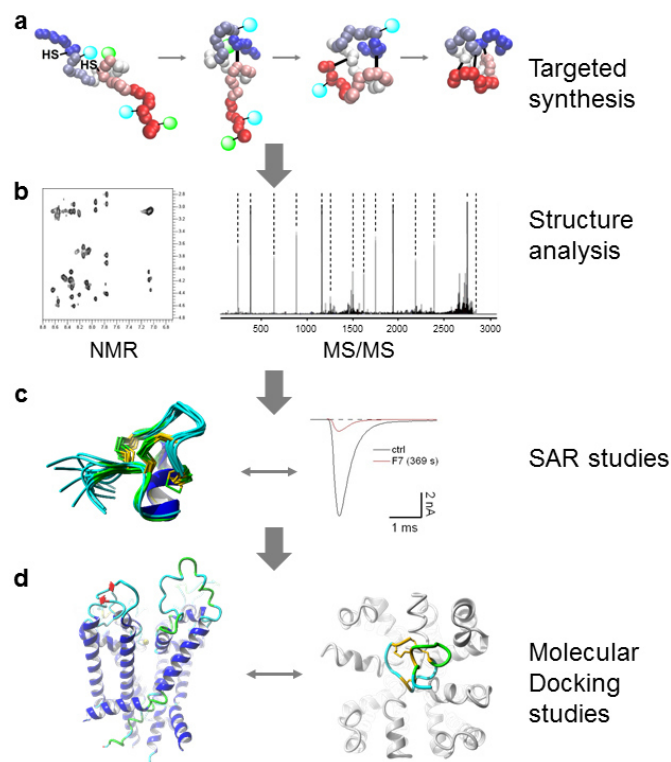 a
HS
HS
Targeted
synthesis
b
Structure
analysis
NMR
500 1000 1500 2000 2500 3000
MS/MS
c
ctrl
F7 (369 s)
2 nA
1 ms
SAR studies
d
Molecular
Docking
studies